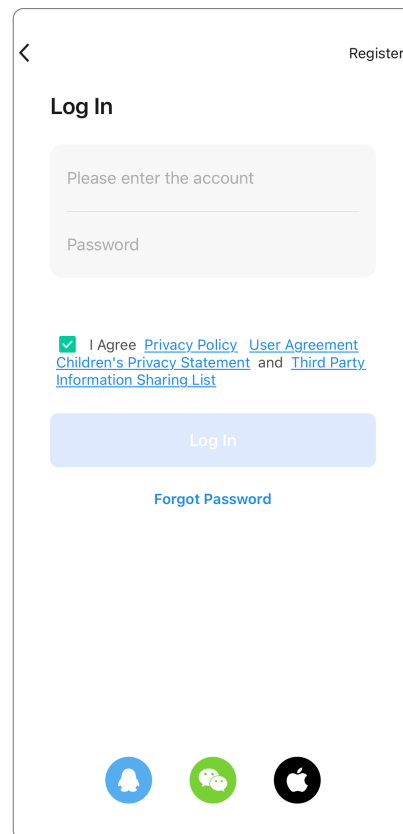 Register
Log In
Please enter the account
Password
I Agree Privacy Policy User Agreement
Children's Privacy Statement and Third Party
Information Sharing List
Log In
Forgot Password